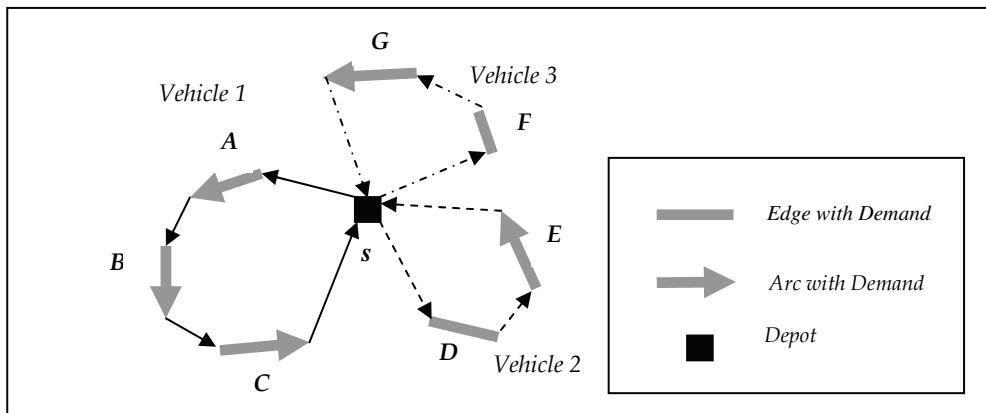 G
Vehicle 3
Vehicle 1
F
A
E
B
s
D
Vehicle 2
C
Edge with Demand
Arc with Demand
Depot